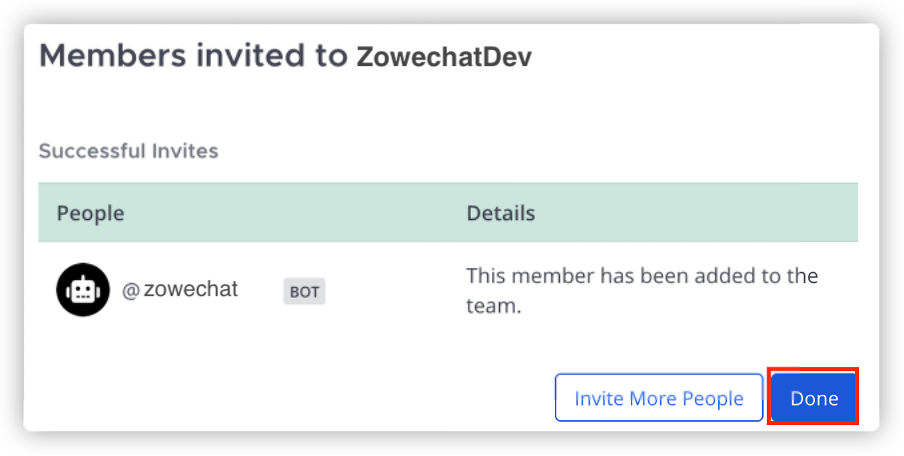 Members invited to ZowechatDev
Successful Invites
People Details
@zowechat BOT This member has been added to the
team.
Invite More People Done